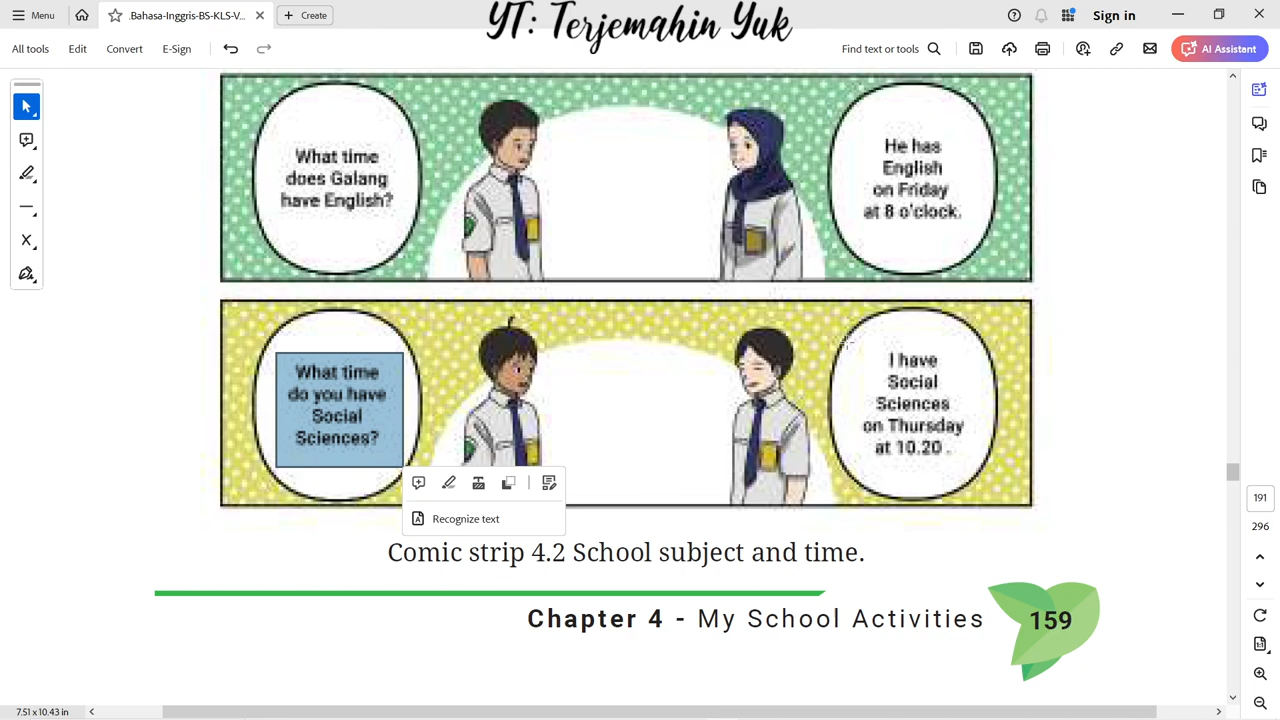 Menu
.Bahasa-Inggris-BS-KLS-V...
Create
YT: Terjemahin Yuk
Sign in
All tools
Edit
Convert
E-Sign
Find text or tools
AI Assistant
What time
does Galang
have English?
He has
English
on Friday
at 8 o'clock.
What time
do you have
Social
Sciences?
I have
Social
Sciences
on Thursday
at 10.20 .
Recognize text
Comic strip 4.2 School subject and time.
Chapter 4 - My School Activities
159
191
296
7.51 x 10.43 in